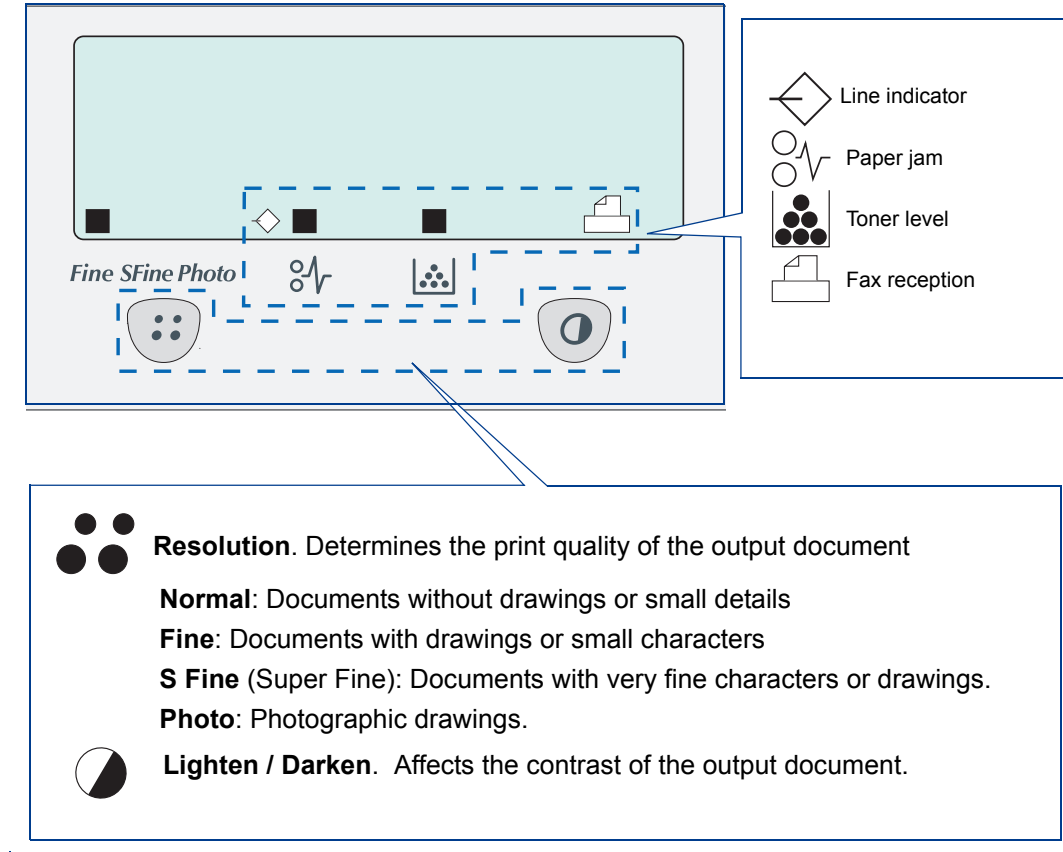 Line indicator
Paper jam
Toner level
Fax reception
Fine SFine Photo
Resolution. Determines the print quality of the output document
Normal: Documents without drawings or small details
Fine: Documents with drawings or small characters
S Fine (Super Fine): Documents with very fine characters or drawings.
Photo: Photographic drawings.
Lighten / Darken. Affects the contrast of the output document.